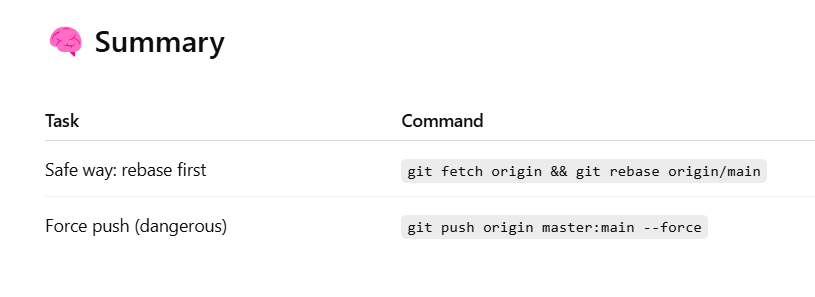 Summary
Task Command
Safe way: rebase first git fetch origin && git rebase origin/main
Force push (dangerous) git push origin master:main --force